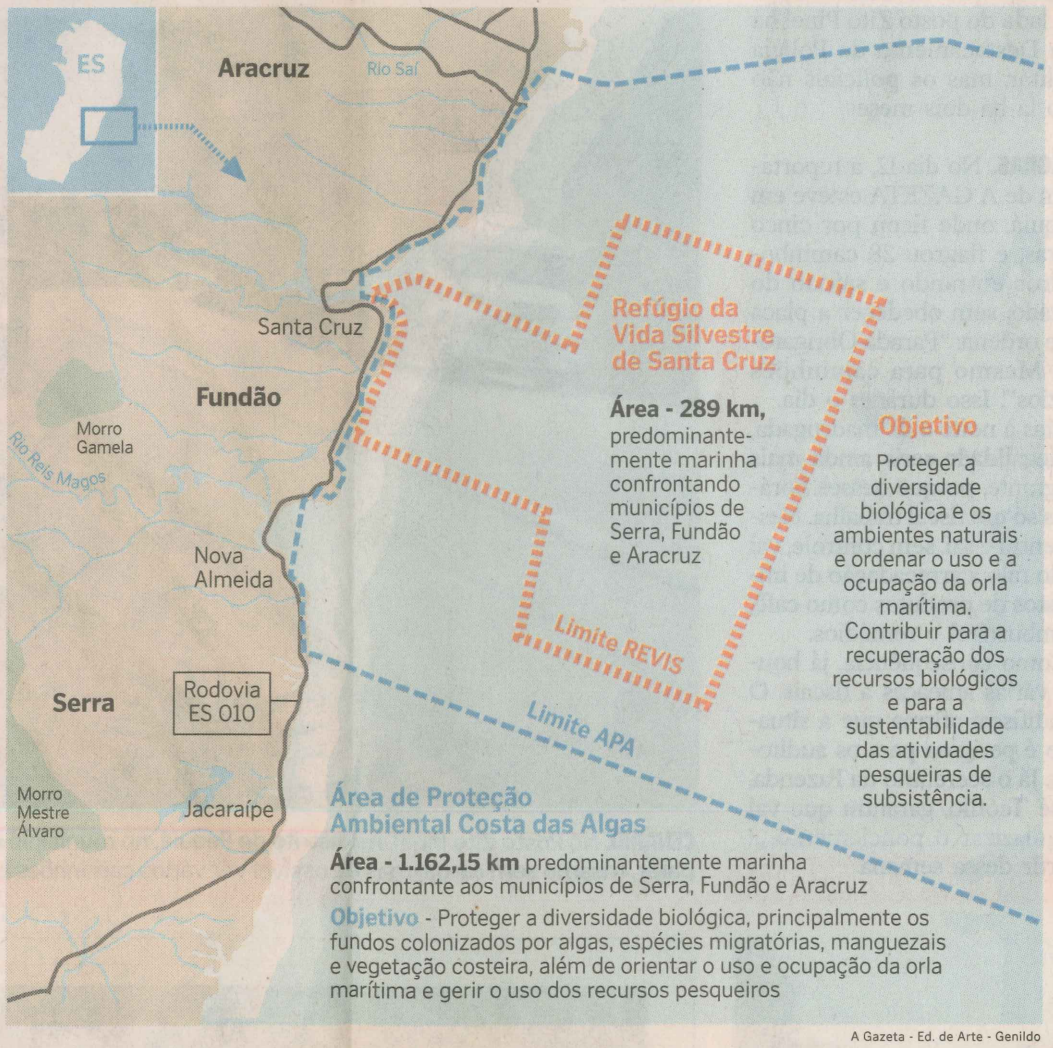 ES
Aracruz
Rio Saí
Santa Cruz
Fundão
Morro
Gamela
Rio Reis Magos
Nova
Almeida
Serra
Rodovia
ES 010
Morro
Mestre
Álvaro
Jacaraípe
Refúgio da
Vida Silvestre
de Santa Cruz
Área - 289 km,
predominante-
mente marinha
confrontando
municípios de
Serra, Fundão
e Aracruz
Objetivo
Proteger a
diversidade
biológica e os
ambientes naturais
e ordenar o uso e a
ocupação da orla
marítima.
Contribuir para a
recuperação dos
recursos biológicos
e para a
sustentabilidade
das atividades
pesqueiras de
subsistência.
Limite REVIS
Limite APA
Área de Proteção
Ambiental Costa das Algas
Área - 1.162,15 km predominantemente marinha
confrontante aos municípios de Serra, Fundão e Aracruz
Objetivo - Proteger a diversidade biológica, principalmente os
fundos colonizados por algas, espécies migratórias, manguezais
e vegetação costeira, além de orientar o uso e ocupação da orla
marítima e gerir o uso dos recursos pesqueiros
A Gazeta - Ed. de Arte - Genildo